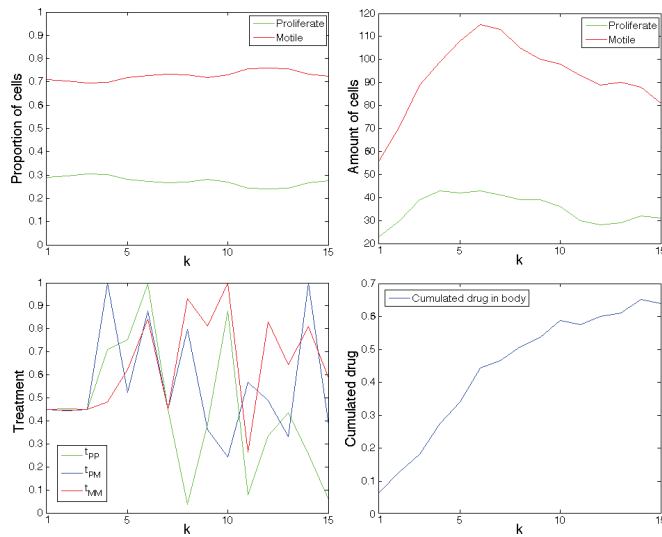 Proportion of cells
1
0.9
0.8
0.7
0.6
0.5
0.4
0.3
0.2
0.1
0
1 5 10 15
k
Proliferate
Motile
Amount of cells
120
110
100
90
80
70
60
50
40
30
20
1 5 10 15
k
Proliferate
Motile
Treatment
1
0.9
0.8
0.7
0.6
0.5
0.4
0.3
0.2
0.1
0
1 5 10 15
k
tPP
tPM
tMM
Cumulated drug
0.7
0.6
0.5
0.4
0.3
0.2
0.1
0
1 5 10 15
k
Cumulated drug in body